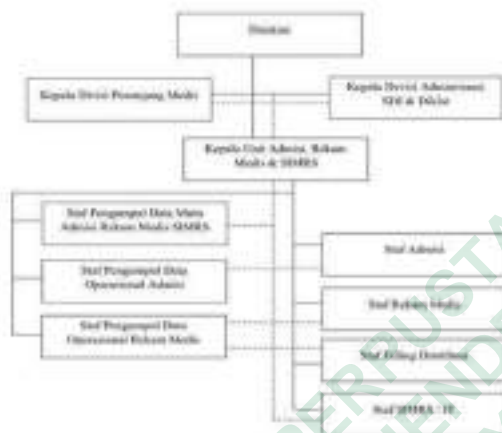 Direktur
Kepala Divisi Penunjang Medis
Kepala Divisi Administrasi
SDI & Diklat
Kepala Unit Admisi, Rekam
Medis & SIMRS
Staf Pengumpul Data Mutu
Admisi Rekam Medis SIMRS
Staf Pengumpul Data
Operasional Admisi
Staf Pengumpul Data
Operasional Rekam Medis
Staf Admisi
Staf Rekam Medis
Staf Filing
Staf SIMRS / IT